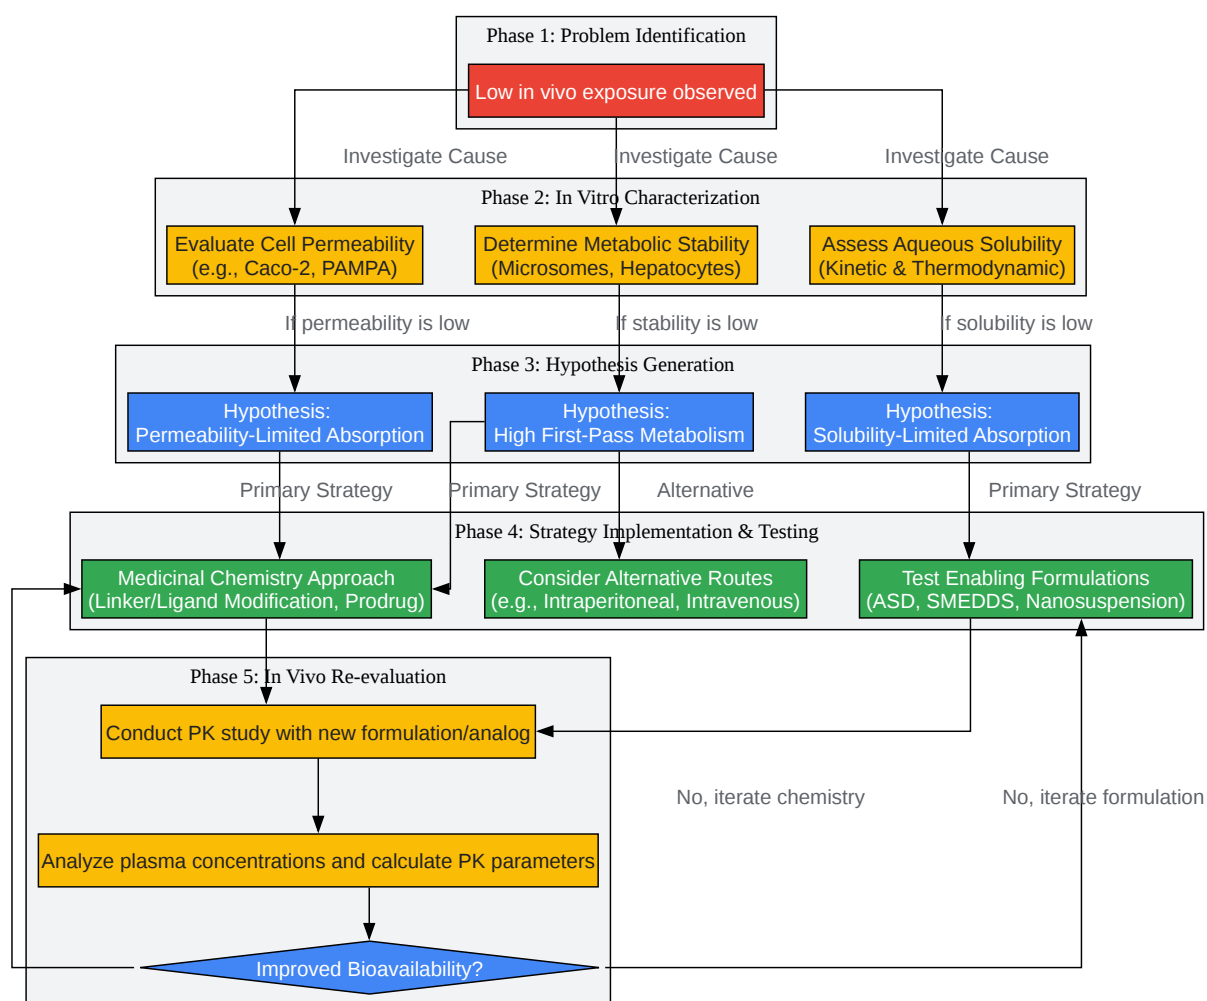 Phase 1: Problem Identification
Low in vivo exposure observed
Investigate Cause
Investigate Cause
Investigate Cause
Phase 2: In Vitro Characterization
Evaluate Cell Permeability
(e.g., Caco-2, PAMPA)
Determine Metabolic Stability
(Microsomes, Hepatocytes)
Assess Aqueous Solubility
(Kinetic & Thermodynamic)
If permeability is low
If stability is low
If solubility is low
Phase 3: Hypothesis Generation
Hypothesis:
Permeability-Limited Absorption
Hypothesis:
High First-Pass Metabolism
Hypothesis:
Solubility-Limited Absorption
Primary Strategy
Primary Strategy
Alternative
Primary Strategy
Phase 4: Strategy Implementation & Testing
Medicinal Chemistry Approach
(Linker/Ligand Modification, Prodrug)
Consider Alternative Routes
(e.g., Intraperitoneal, Intravenous)
Test Enabling Formulations
(ASD, SMEDDS, Nanosuspension)
Phase 5: In Vivo Re-evaluation
Conduct PK study with new formulation/analog
No, iterate chemistry
No, iterate formulation
Analyze plasma concentrations and calculate PK parameters
Improved Bioavailability?